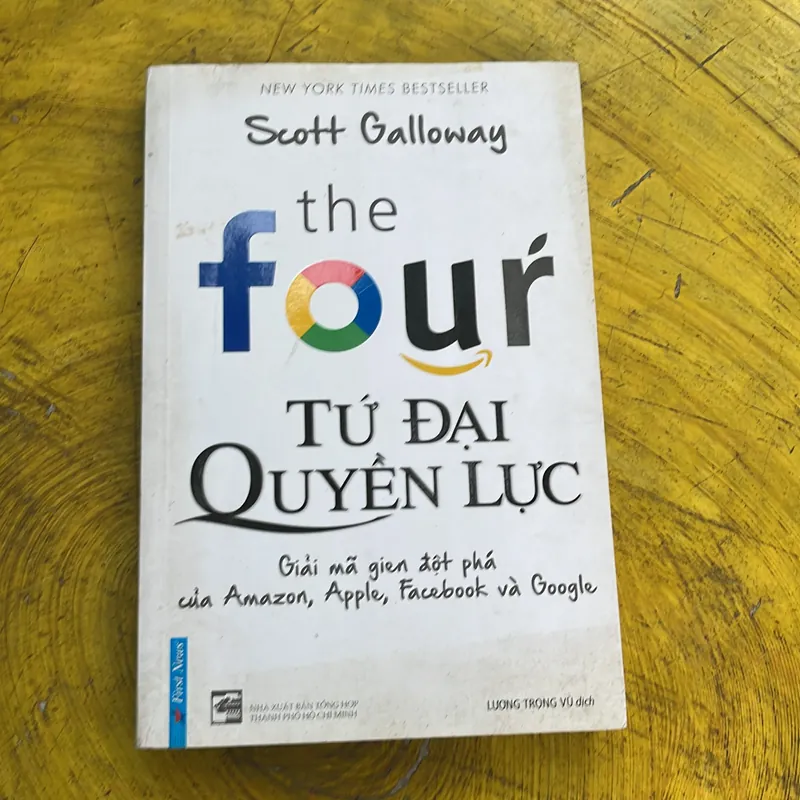 NEW YORK TIMES BESTSELLER
Scott Galloway
the
four
TỨ ĐẠI
QUYỀN LỰC
Giải mã gien đột phá
của Amazon, Apple, Facebook và Google
First News
NHÀ XUẤT BẢN TỔNG HỢP
THÀNH PHỐ HỒ CHÍ MINH
LƯƠNG TRỌNG VŨ dịch